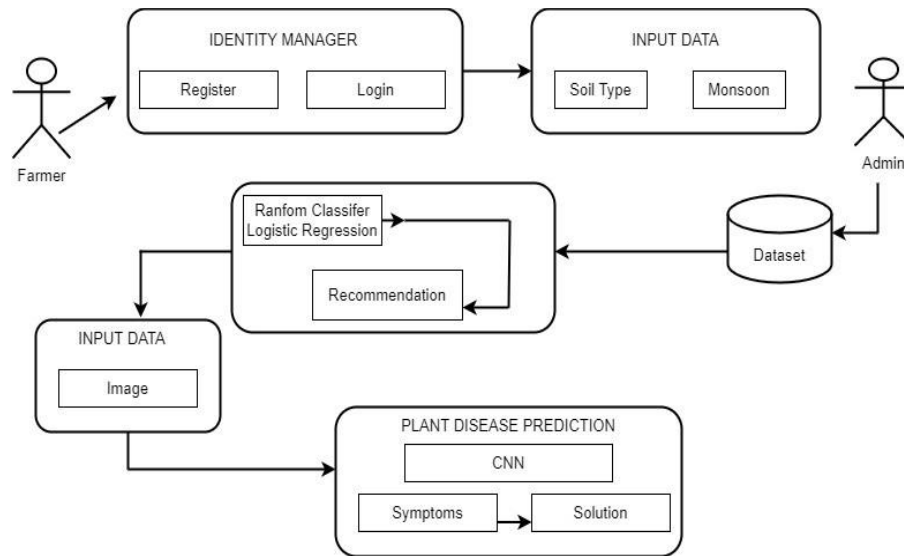 IDENTITY MANAGER
Register
Login
INPUT DATA
Soil Type
Monsoon
Farmer
Admin
Ranfom Classifer
Logistic Regression
Recommendation
Dataset
INPUT DATA
Image
PLANT DISEASE PREDICTION
CNN
Symptoms
Solution